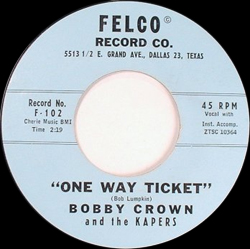 FELCO©
RECORD CO.
5513 1/2 E. GRAND AVE., DALLAS 23, TEXAS
Record No.
F-102
Cherie Music BMI
Time: 2:19
45 RPM
Vocal with
Inst. Accomp.
ZTSC 10364
"ONE WAY TICKET"
(Bob Lumpkin)
BOBBY CROWN
and the KAPERS